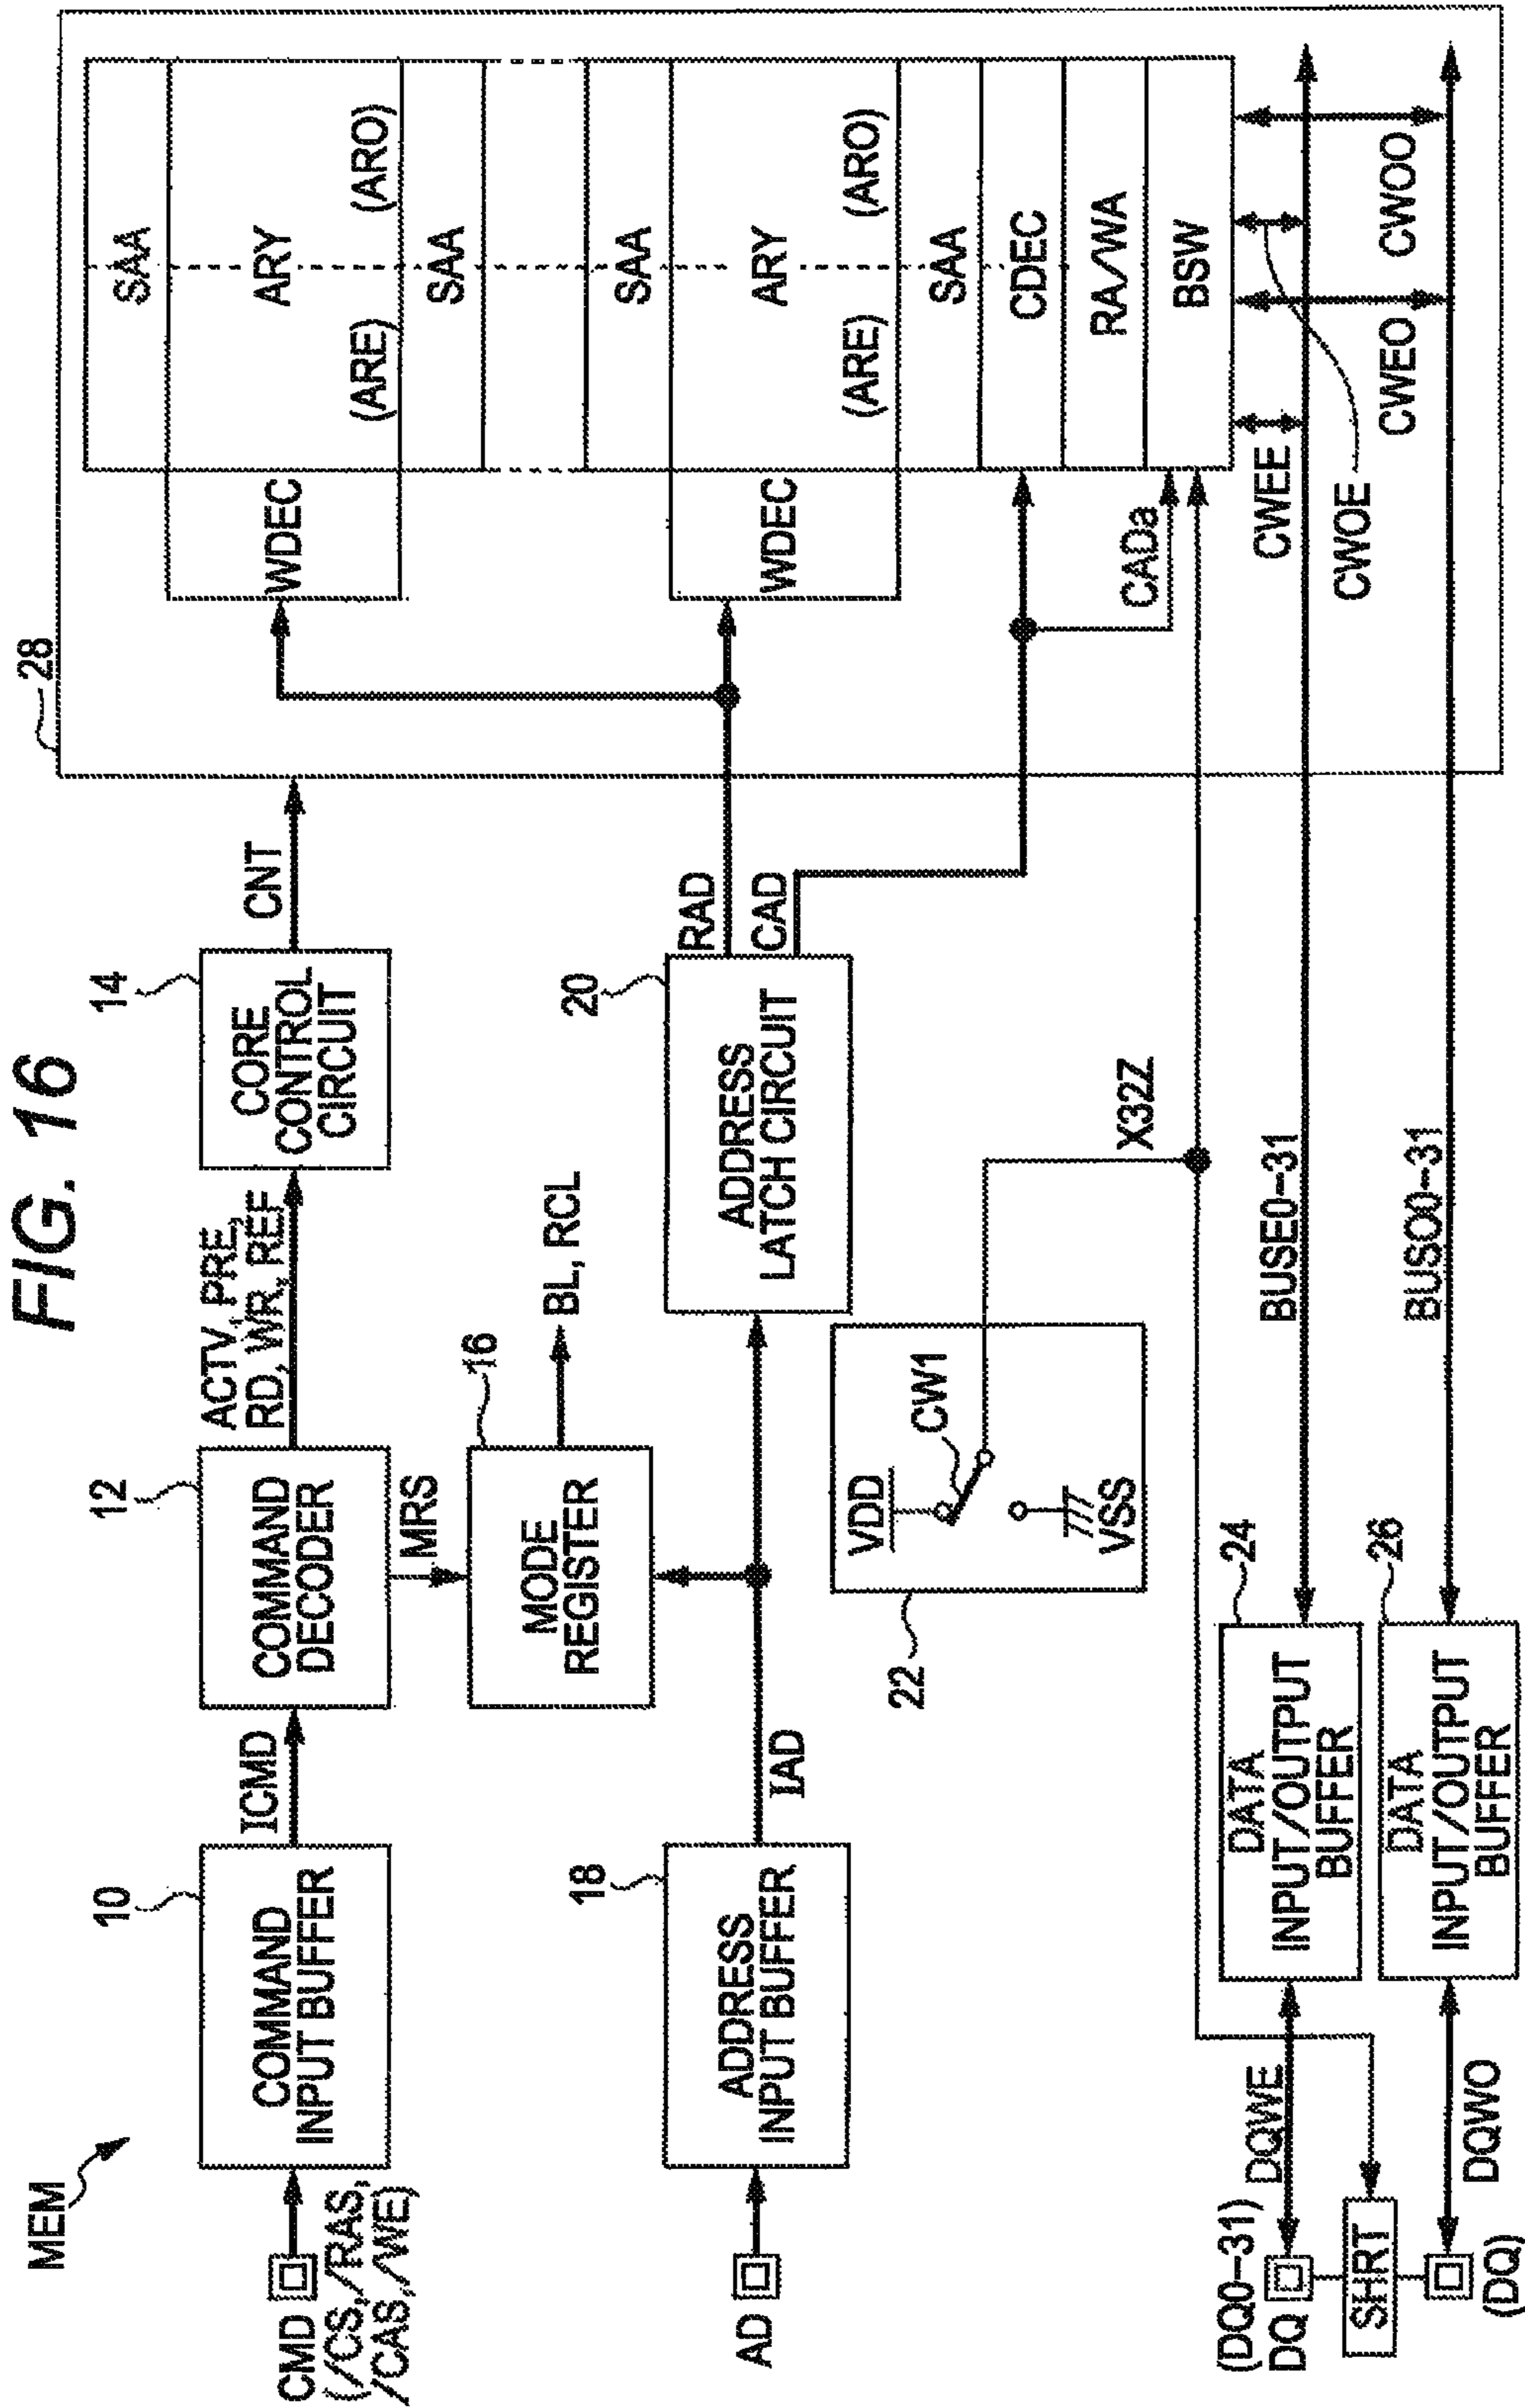 FIG. 16
MEM
CMD
(/CS,/RAS,
/CAS,/WE)
10
COMMAND
INPUT BUFFER
ICMD
12
COMMAND
DECODER
ACTV, PRE,
RD, WR, REF
14
CORE
CONTROL
CIRCUIT
CNT
28
MRS
16
MODE
REGISTER
BL, RCL
AD
18
ADDRESS
INPUT BUFFER
IAD
20
ADDRESS
LATCH CIRCUIT
RAD
CAD
22
VDD
CW1
VSS
X32Z
WDEC
SAA
ARY
(ARE)
(ARO)
SAA
SAA
WDEC
ARY
(ARE)
(ARO)
SAA
CDEC
RA/WA
BSW
CADa
CWEE
CWOE
CWEO
CWOO
(DQ0-31)
DQ
DQWE
24
DATA
INPUT/OUTPUT
BUFFER
BUSE0-31
SHRT
(DQ)
DQWO
26
DATA
INPUT/OUTPUT
BUFFER
BUSO0-31